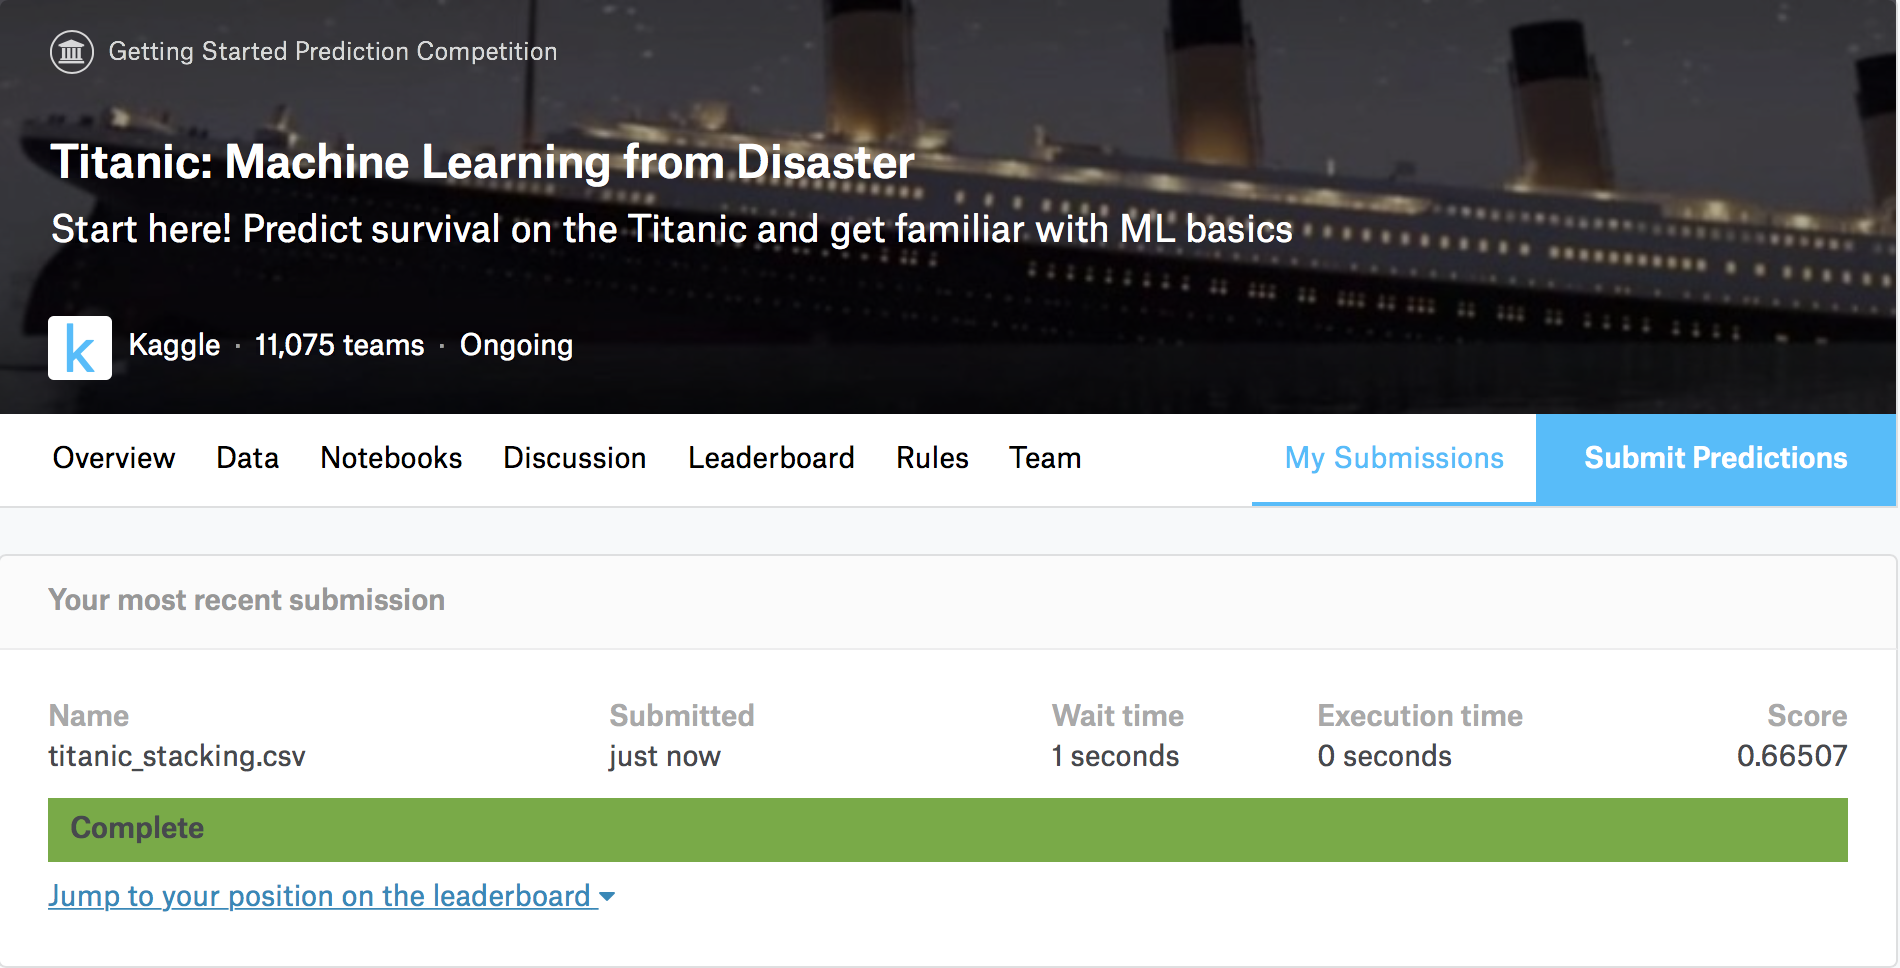 Getting Started Prediction Competition
Titanic: Machine Learning from Disaster
Start here! Predict survival on the Titanic and get familiar with ML basics
k
Kaggle · 11,075 teams · Ongoing
Overview Data Notebooks Discussion Leaderboard Rules Team My Submissions Submit Predictions
Your most recent submission
Name Submitted Wait time Execution time Score
titanic_stacking.csv just now 1 seconds 0 seconds 0.66507
Complete
Jump to your position on the leaderboard